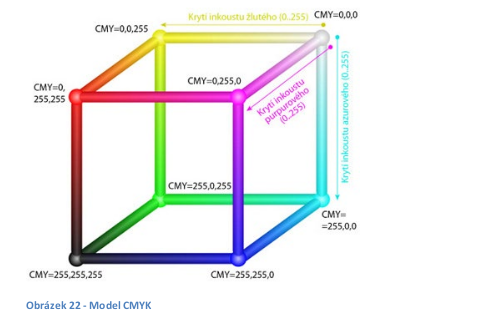 Krytí inkoustu žlutého (0..255)
CMY=0,0,0
CMY=0,0,255
CMY=0,
255,255
CMY=0,255,0
Krytí inkoustu
purpurového
(0..255)
Krytí inkoustu azurového (0..255)
CMY=255,0,255
CMY=
=255,0,0
CMY=255,255,255
CMY=255,255,0
Obrázek 22 - Model CMYK